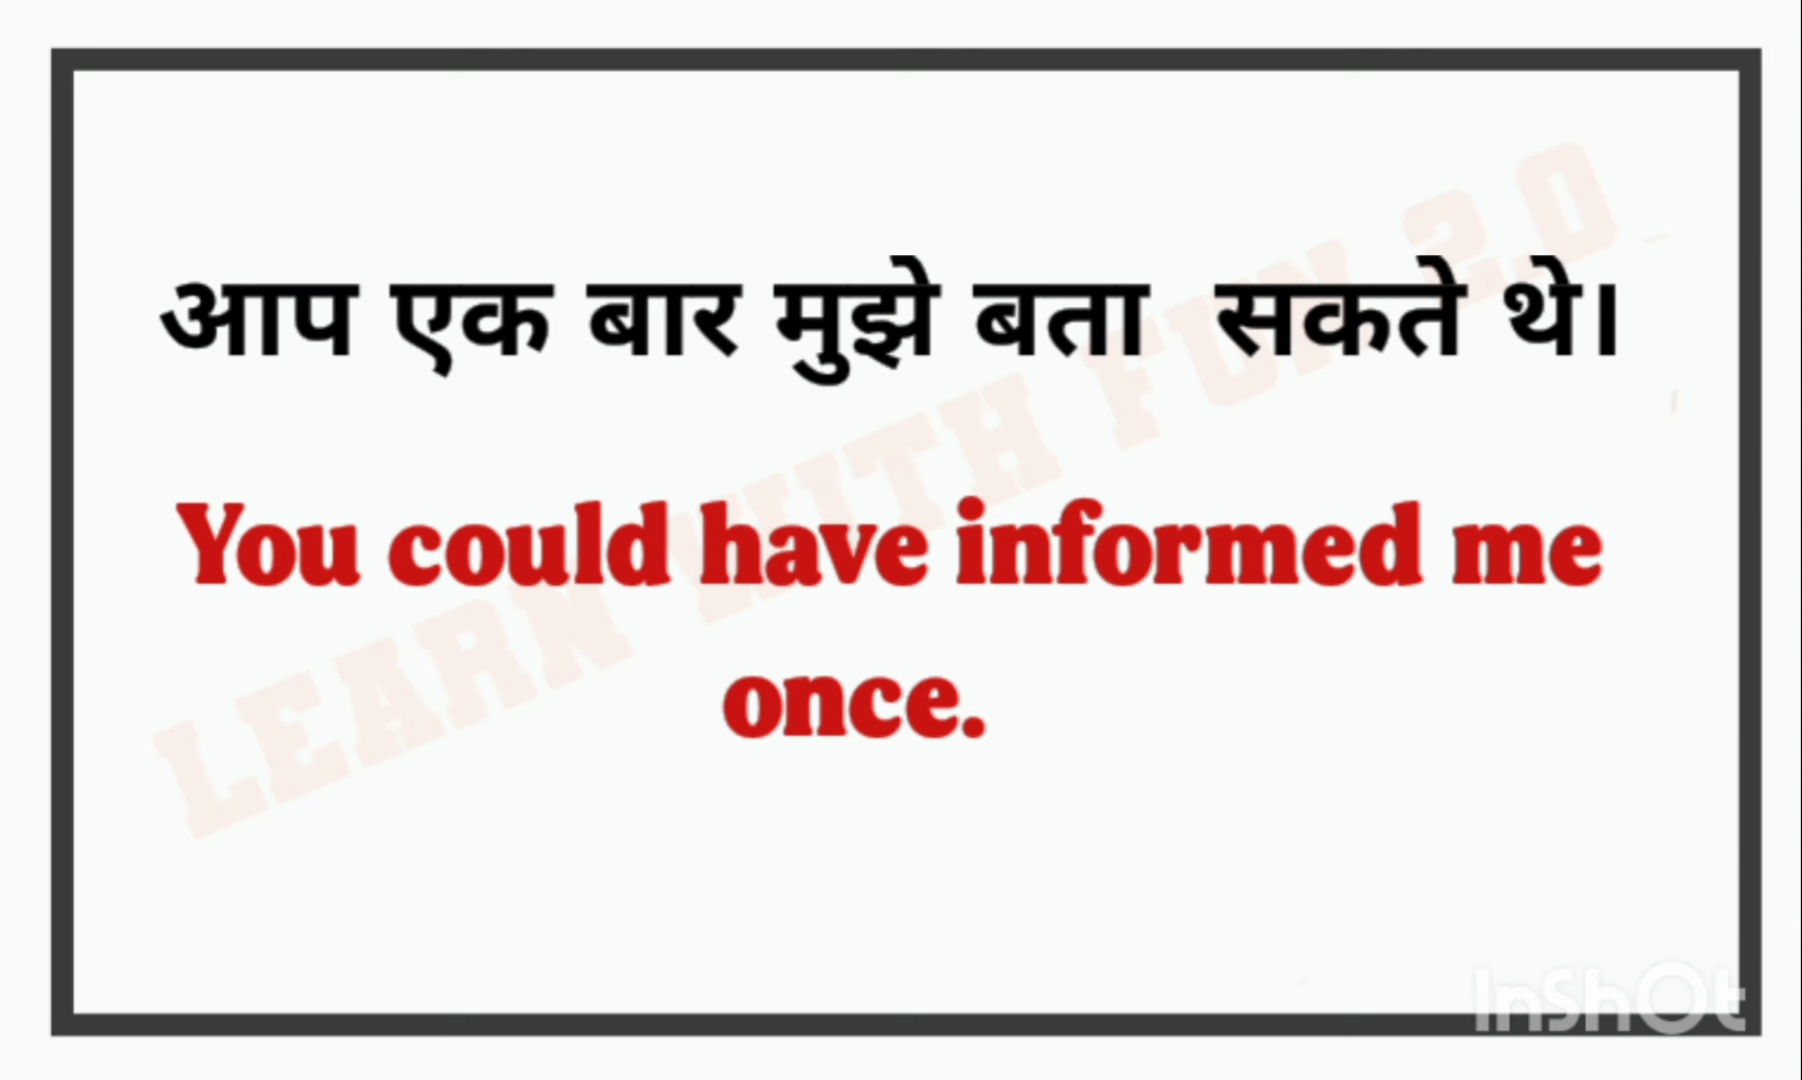 आप एक बार मुझे बता सकते थे।
You could have informed me
once.
LEARN WITH FUN 2.0
InShOt